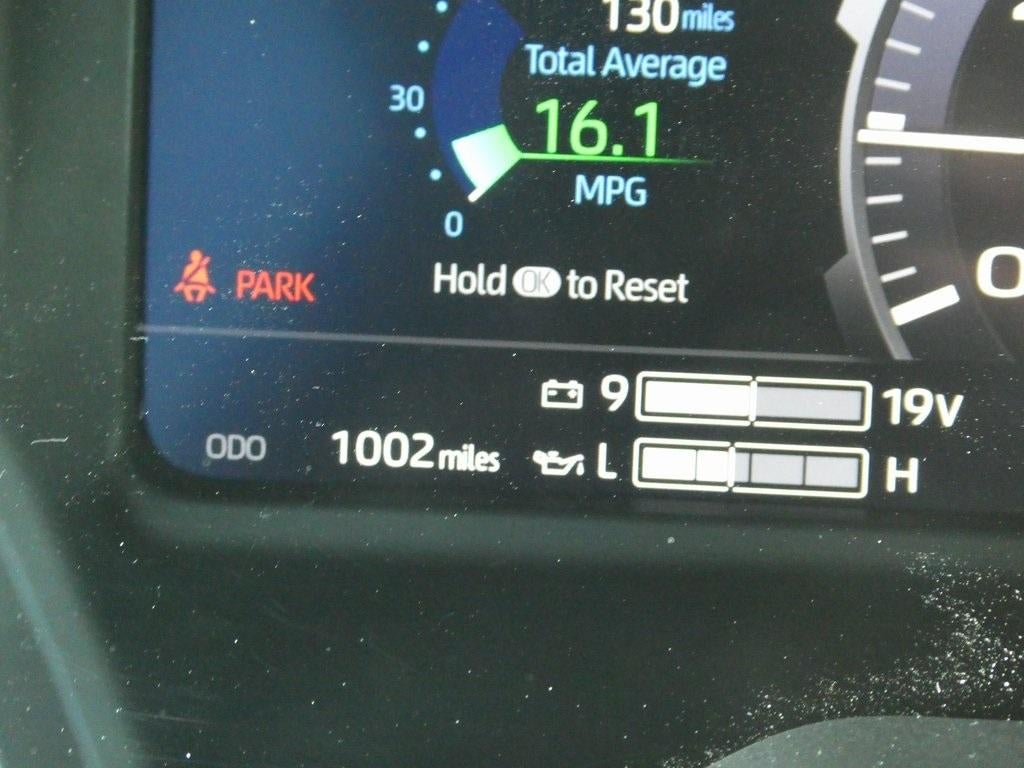 130 miles
Total Average
30
16.1
MPG
0
PARK
Hold OK to Reset
0
9 19V
ODO 1002 miles L H